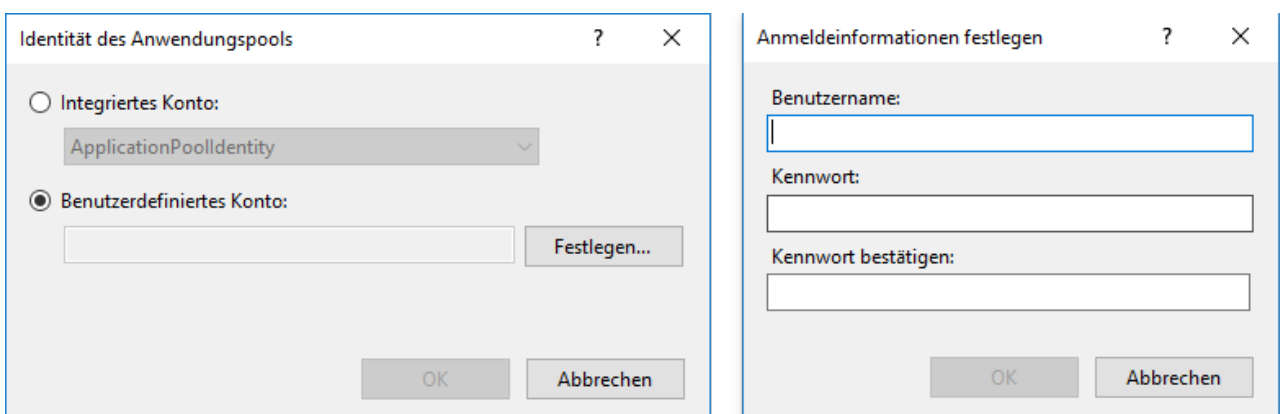 Identität des Anwendungspools
Integriertes Konto:
ApplicationPoolIdentity
Benutzerdefiniertes Konto:
Festlegen...
OK
Abbrechen
Anmeldeinformationen festlegen
Benutzername:
Kennwort:
Kennwort bestätigen:
OK
Abbrechen